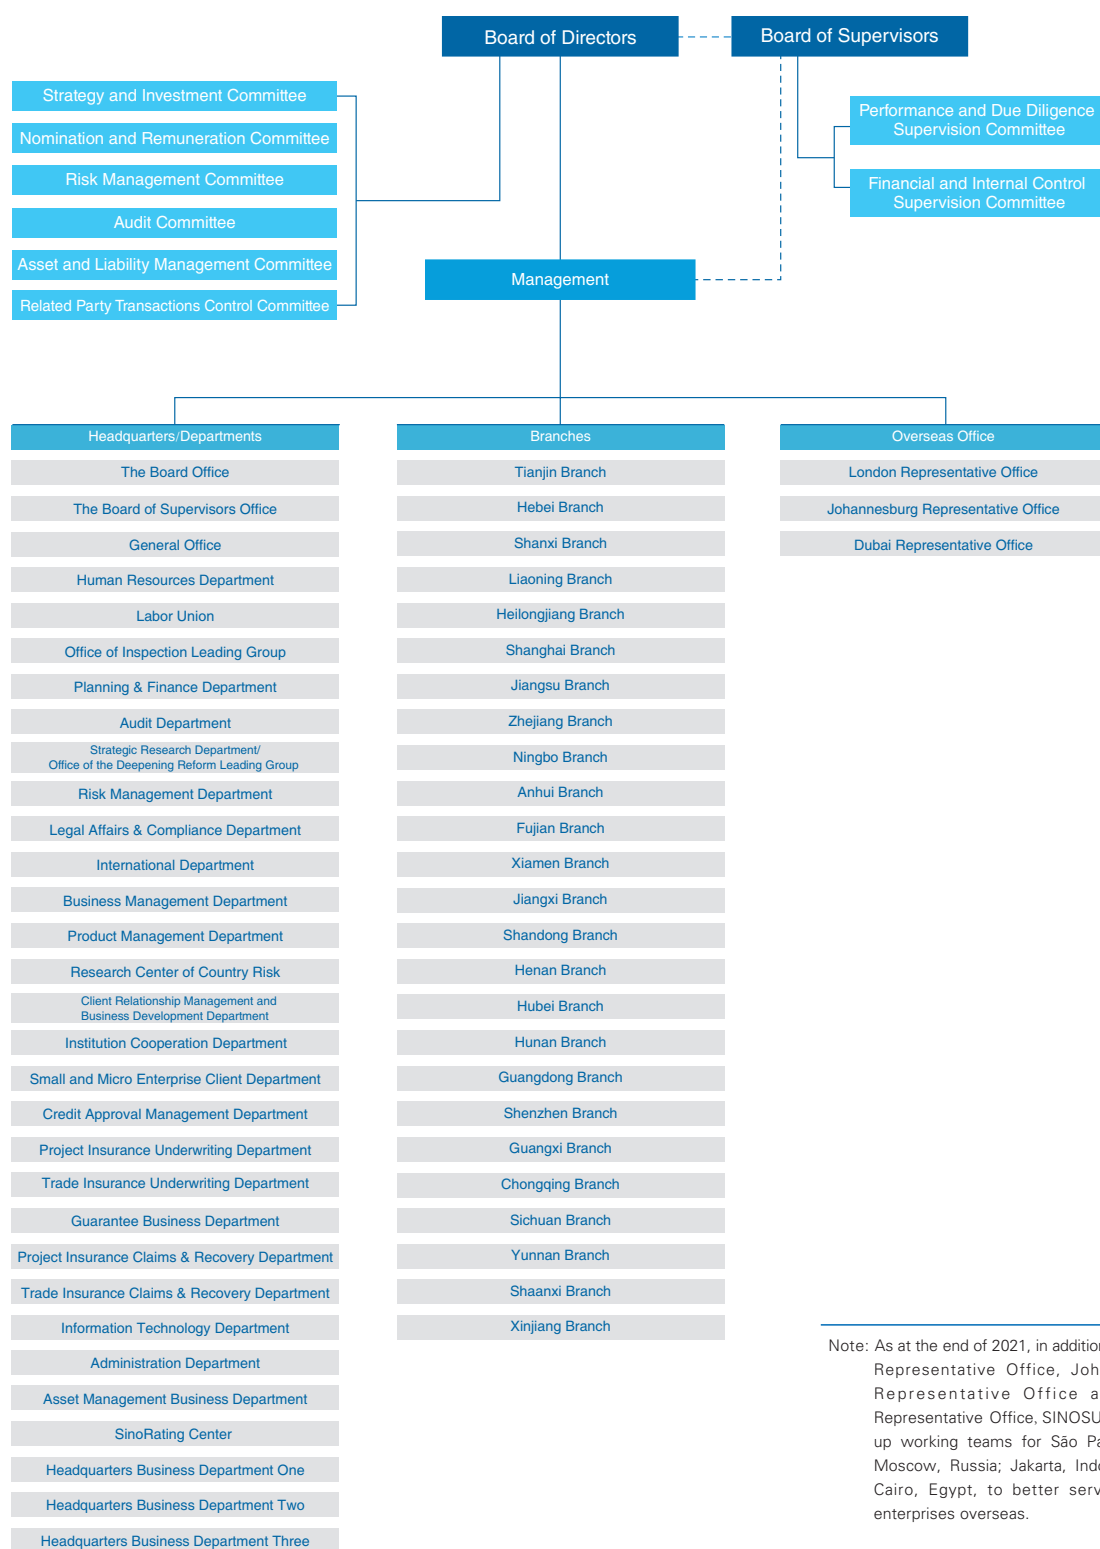 Board of Directors
Board of Supervisors
Strategy and Investment Committee
Nomination and Remuneration Committee
Risk Management Committee
Audit Committee
Asset and Liability Management Committee
Related Party Transactions Control Committee
Performance and Due Diligence
Supervision Committee
Financial and Internal Control
Supervision Committee
Management
Headquarters/Departments
The Board Office
The Board of Supervisors Office
General Office
Human Resources Department
Labor Union
Office of Inspection Leading Group
Planning & Finance Department
Audit Department
Strategic Research Department/
Office of the Deepening Reform Leading Group
Risk Management Department
Legal Affairs & Compliance Department
International Department
Business Management Department
Product Management Department
Research Center of Country Risk
Client Relationship Management and
Business Development Department
Institution Cooperation Department
Small and Micro Enterprise Client Department
Credit Approval Management Department
Project Insurance Underwriting Department
Trade Insurance Underwriting Department
Guarantee Business Department
Project Insurance Claims & Recovery Department
Trade Insurance Claims & Recovery Department
Information Technology Department
Administration Department
Asset Management Business Department
SinoRating Center
Headquarters Business Department One
Headquarters Business Department Two
Headquarters Business Department Three
Branches
Tianjin Branch
Hebei Branch
Shanxi Branch
Liaoning Branch
Heilongjiang Branch
Shanghai Branch
Jiangsu Branch
Zhejiang Branch
Ningbo Branch
Anhui Branch
Fujian Branch
Xiamen Branch
Jiangxi Branch
Shandong Branch
Henan Branch
Hubei Branch
Hunan Branch
Guangdong Branch
Shenzhen Branch
Guangxi Branch
Chongqing Branch
Sichuan Branch
Yunnan Branch
Shaanxi Branch
Xinjiang Branch
Overseas Office
London Representative Office
Johannesburg Representative Office
Dubai Representative Office
Note: As at the end of 2021, in addition
Representative Office, Joh
Representative Office a
Representative Office, SINOSU
up working teams for São Pa
Moscow, Russia; Jakarta, Indo
Cairo, Egypt, to better serv
enterprises overseas.